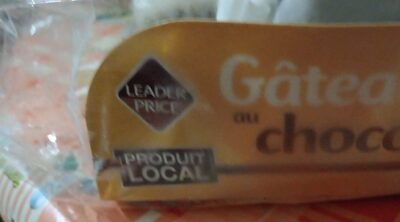 LEADER
PRICE
Gâtea
au choco
PRODUIT
LOCAL